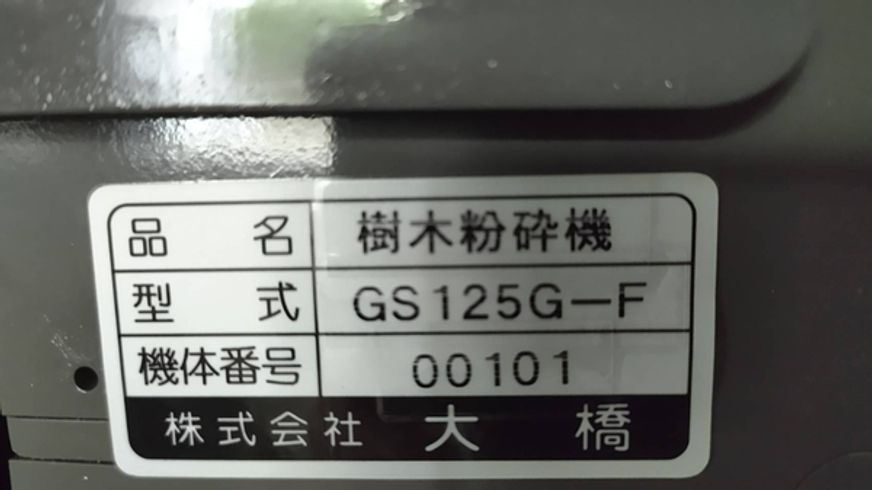 品名 樹木粉砕機
型式 GS125G-F
機体番号 00101
株式会社 大橋